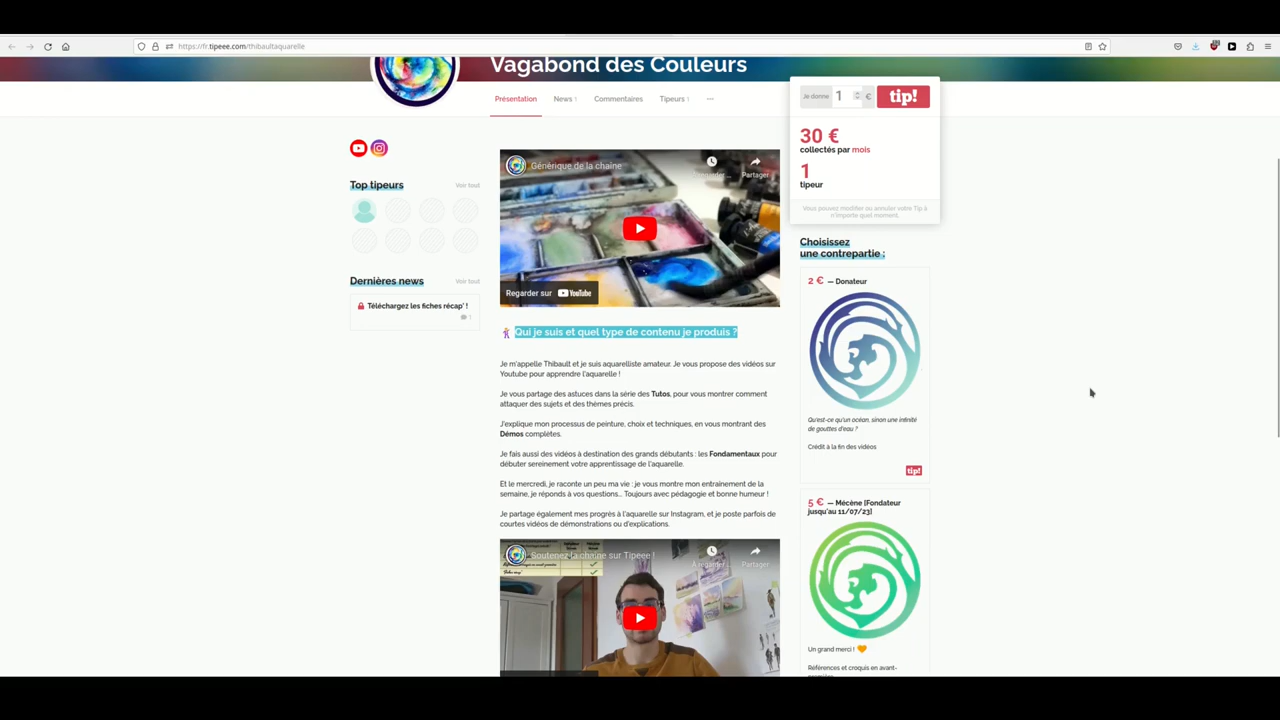 https://fr.tipeee.com/thibaultaquarelle
Vagabond des Couleurs
Présentation
News 1
Commentaires
Tipeurs 1
Je donne 1 € tip!
30 €
collectés par mois
1
tipeur
Vous pouvez modifier ou annuler votre Tip à
n'importe quel moment.
Top tipeurs
Voir tout
Dernières news
Voir tout
Téléchargez les fiches récap' !
1
Générique de la chaîne
Partager
Regarder sur YouTube
Qui je suis et quel type de contenu je produis ?
Je m'appelle Thibault et je suis aquarelliste amateur. Je vous propose des vidéos sur
Youtube pour apprendre l'aquarelle !
Je vous partage des astuces dans la série des Tutos, pour vous montrer comment
attaquer des sujets et des thèmes précis.
J'explique mon processus de peinture, choix et techniques, en vous montrant des
Démos complètes.
Je fais aussi des vidéos à destination des grands débutants : les Fondamentaux pour
débuter sereinement votre apprentissage de l'aquarelle.
Et le mercredi, je raconte un peu ma vie : je vous montre mon entrainement de la
semaine, je réponds à vos questions... Toujours avec pédagogie et bonne humeur !
Je partage également mes progrès à l'aquarelle sur Instagram, et je poste parfois de
courtes vidéos de démonstrations ou d'explications.
Soutenez la chaîne sur Tipeee !
À regarder ...
Partager
Choisissez
une contrepartie :
2 € — Donateur
Qu'est-ce qu'un océan, sinon une infinité
de gouttes d'eau ?
Crédit à la fin des vidéos
tip!
5 € — Mécène [Fondateur
jusqu'au 11/07/23]
Un grand merci !
Références et croquis en avant-